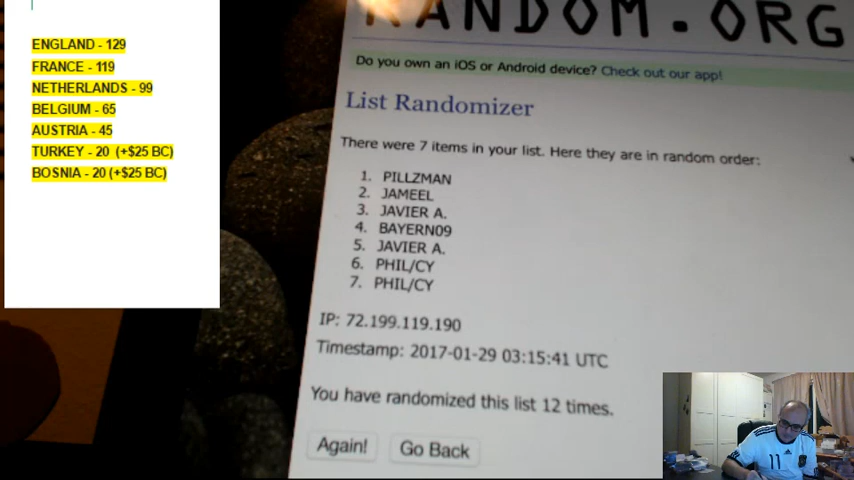 ENGLAND - 129
FRANCE - 119
NETHERLANDS - 99
BELGIUM - 65
AUSTRIA - 45
TURKEY - 20 (+$25 BC)
BOSNIA - 20 (+$25 BC)
RANDOM.ORG
Do you own an iOS or Android device? Check out our app!
List Randomizer
There were 7 items in your list. Here they are in random order:
1. PILLZMAN
2. JAMEEL
3. JAVIER A.
4. BAYERN09
5. JAVIER A.
6. PHIL/CY
7. PHIL/CY
IP: 72.199.119.190
Timestamp: 2017-01-29 03:15:41 UTC
You have randomized this list 12 times.
Again! Go Back
11